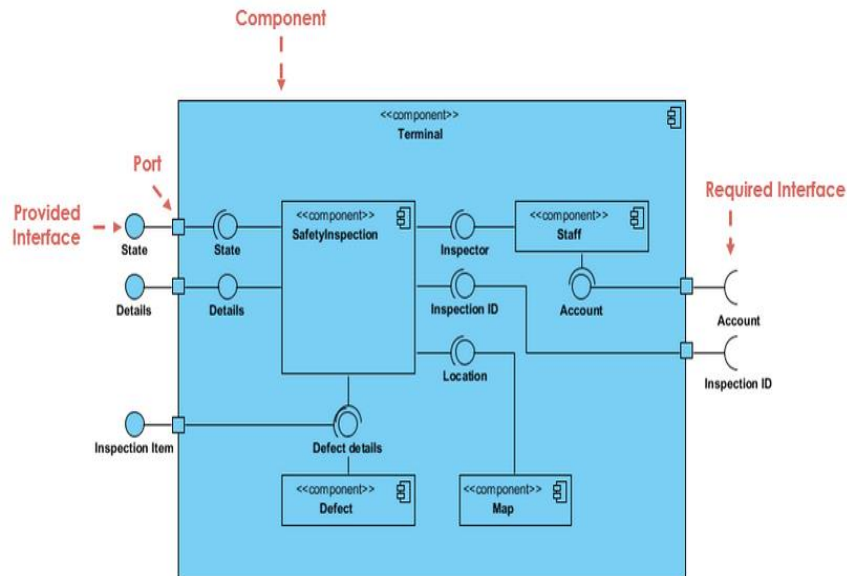 Component
<<component>>
Terminal
Port
Provided
Interface
Required Interface
<<component>>
SafetyInspection
<<component>>
Staff
State
State
Inspector
Details
Details
Inspection ID
Account
Account
Location
Inspection ID
Inspection Item
Defect details
<<component>>
Defect
<<component>>
Map